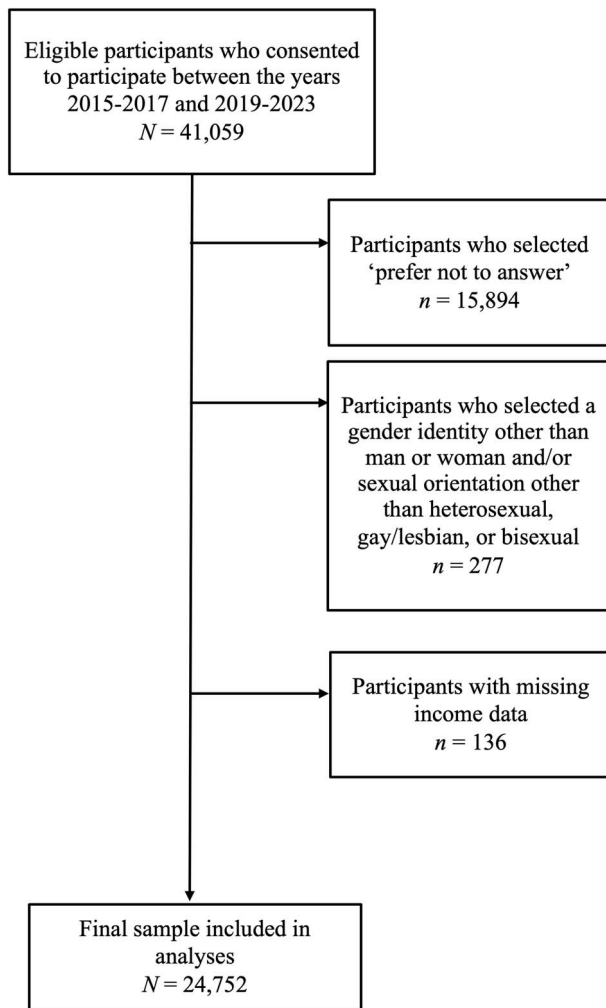 Eligible participants who consented
to participate between the years
2015-2017 and 2019-2023
N = 41,059
Participants who selected
‘prefer not to answer’
n = 15,894
Participants who selected a
gender identity other than
man or woman and/or
sexual orientation other
than heterosexual,
gay/lesbian, or bisexual
n = 277
Participants with missing
income data
n = 136
Final sample included in
analyses
N = 24,752